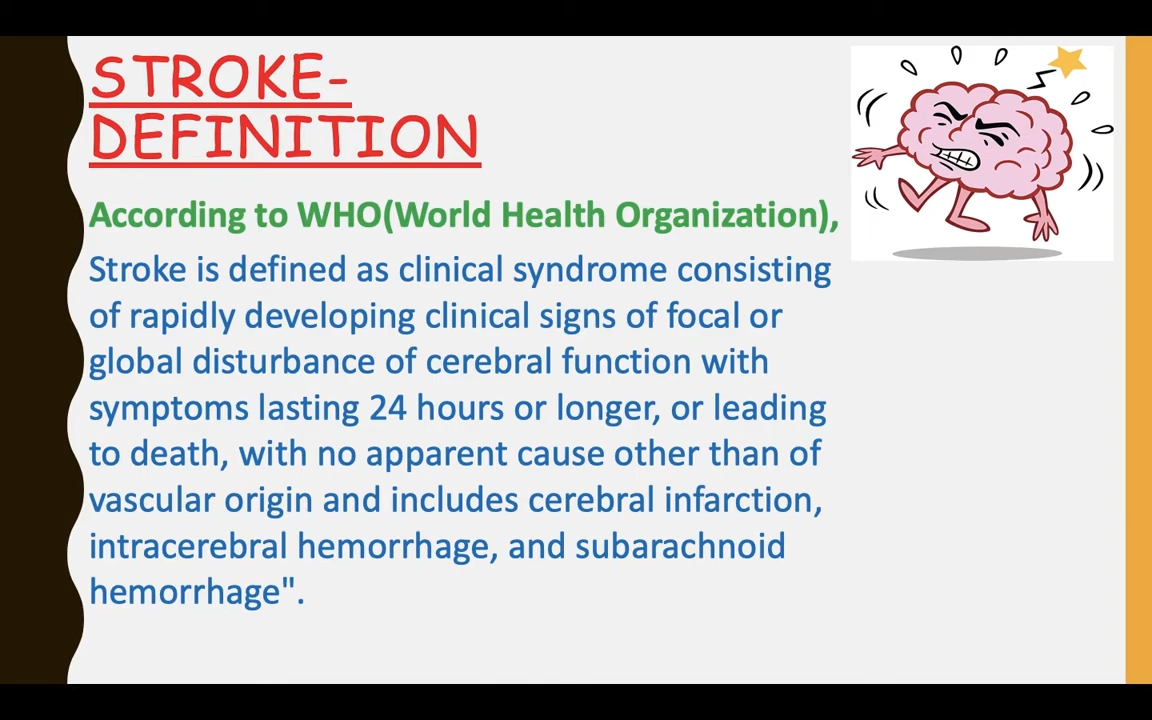 STROKE-
DEFINITION
According to WHO(World Health Organization),
Stroke is defined as clinical syndrome consisting
of rapidly developing clinical signs of focal or
global disturbance of cerebral function with
symptoms lasting 24 hours or longer, or leading
to death, with no apparent cause other than of
vascular origin and includes cerebral infarction,
intracerebral hemorrhage, and subarachnoid
hemorrhage".